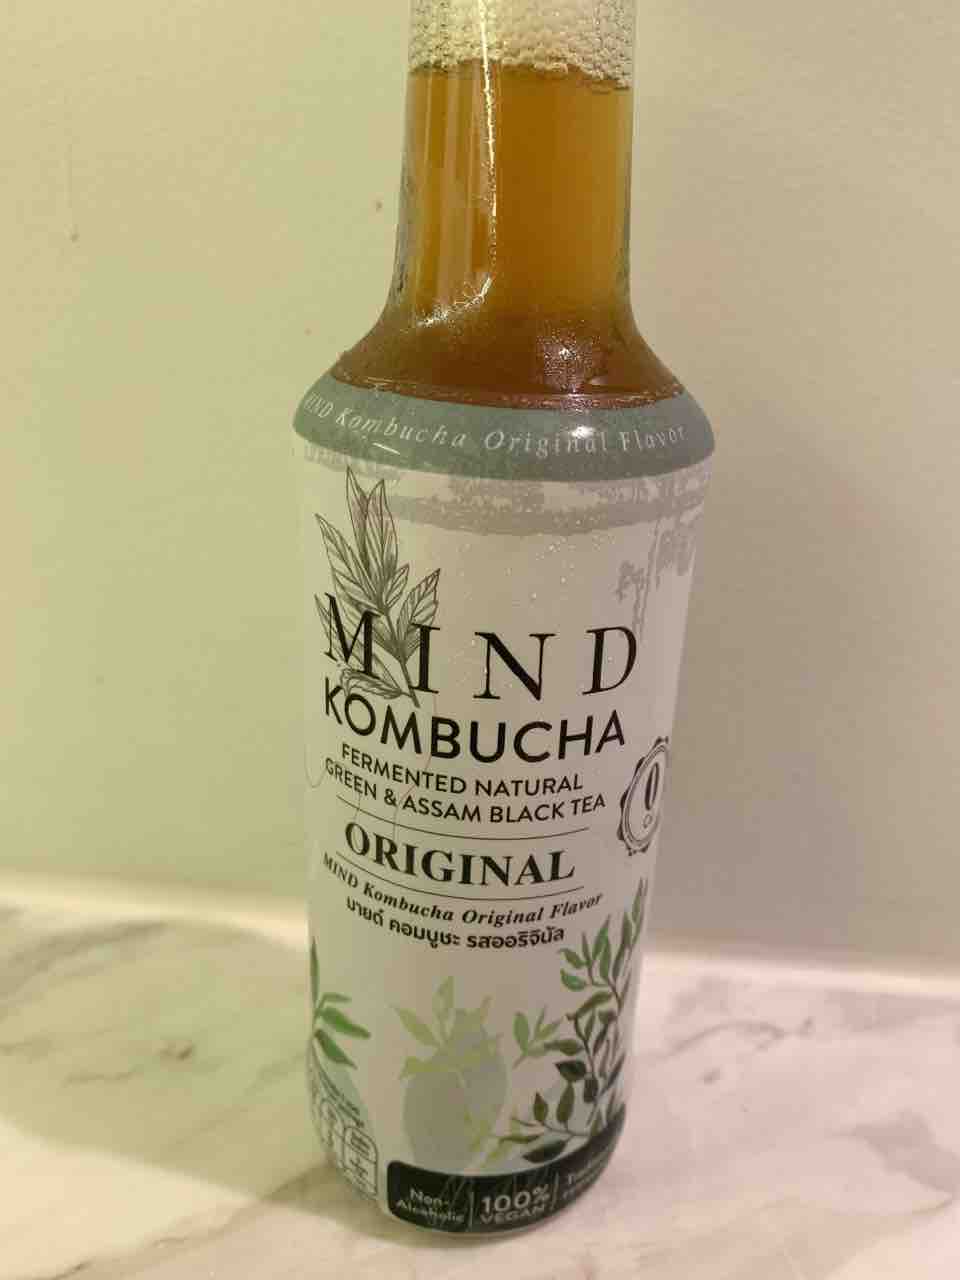 MIND Kombucha Original Flavor
MIND
KOMBUCHA
FERMENTED NATURAL
GREEN & ASSAM BLACK TEA
0
ORIGINAL
MIND Kombucha Original Flavor
มายด์ คอมบูชะ รสออริจินัล
Non-
Alcoholic
100%
VEGAN